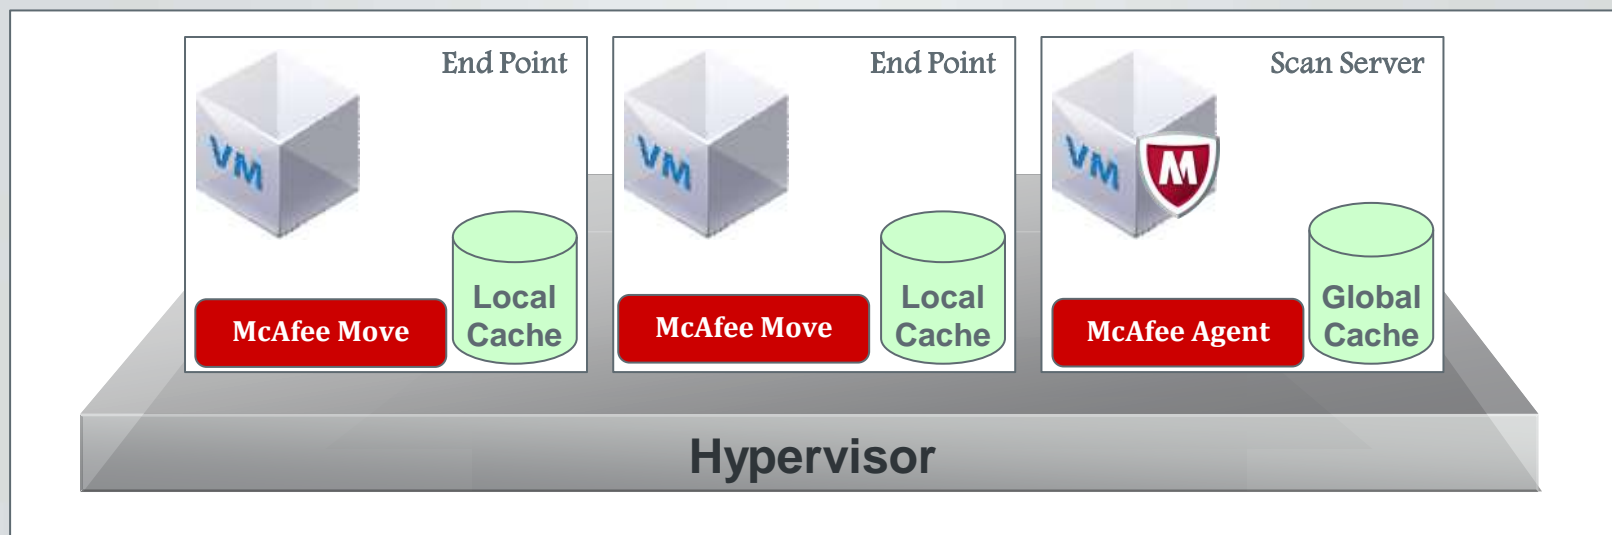 End Point
VM
McAfee Move
Local
Cache
End Point
VM
McAfee Move
Local
Cache
Scan Server
VM
M
McAfee Agent
Global
Cache
Hypervisor